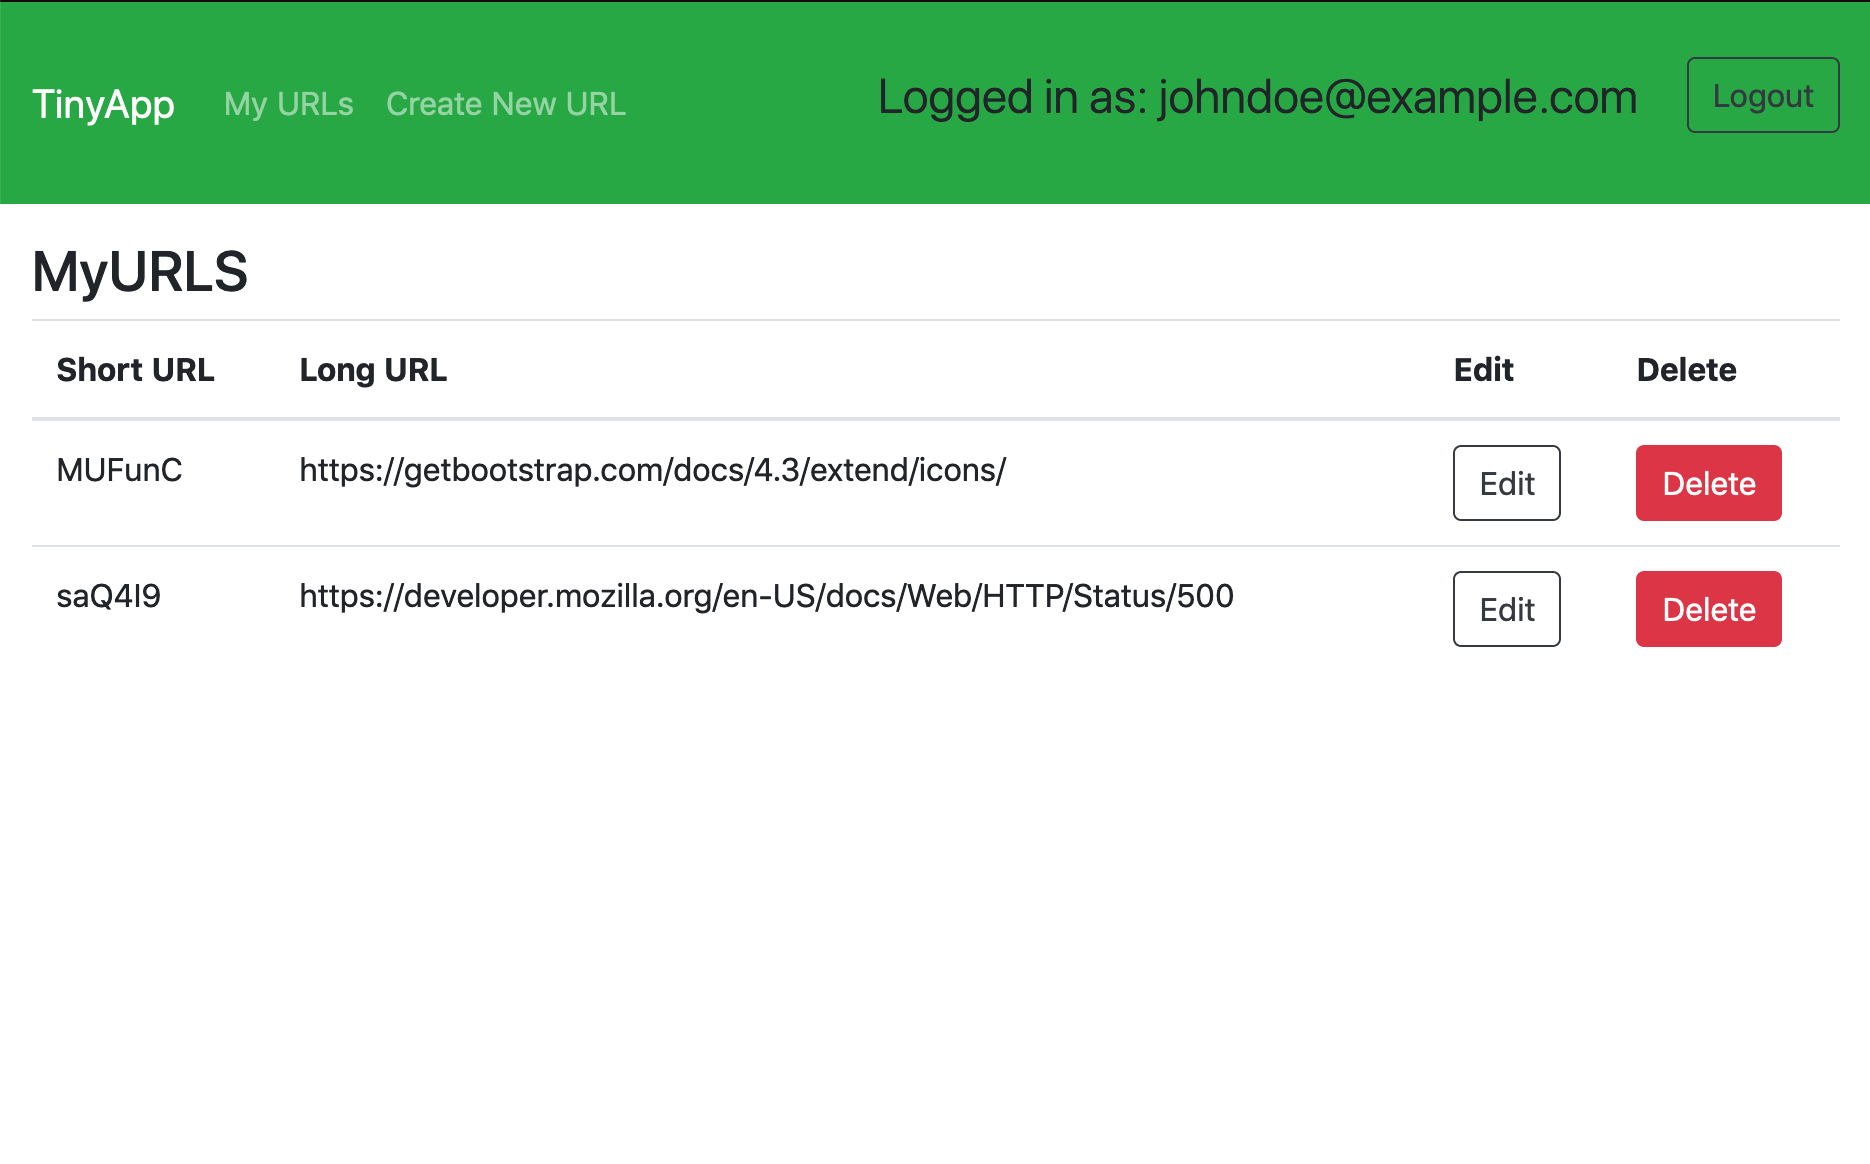 TinyApp My URLs Create New URL Logged in as: johndoe@example.com Logout
MyURLS
Short URL Long URL Edit Delete
MUFunC https://getbootstrap.com/docs/4.3/extend/icons/ Edit Delete
saQ4I9 https://developer.mozilla.org/en-US/docs/Web/HTTP/Status/500 Edit Delete